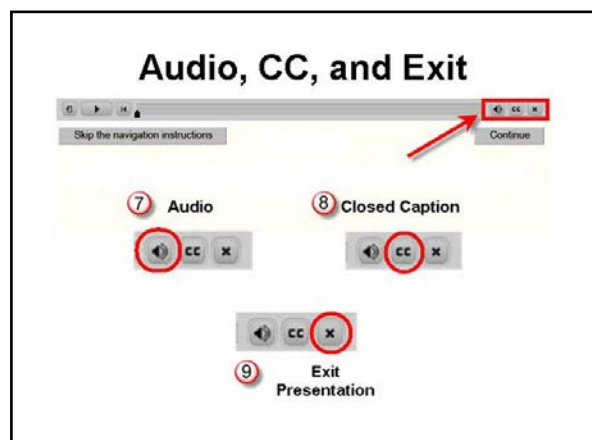 Audio, CC, and Exit
CC
Skip the navigation instructions
Continue
7 Audio
8 Closed Caption
CC x
CC x
CC x
9 Exit
Presentation